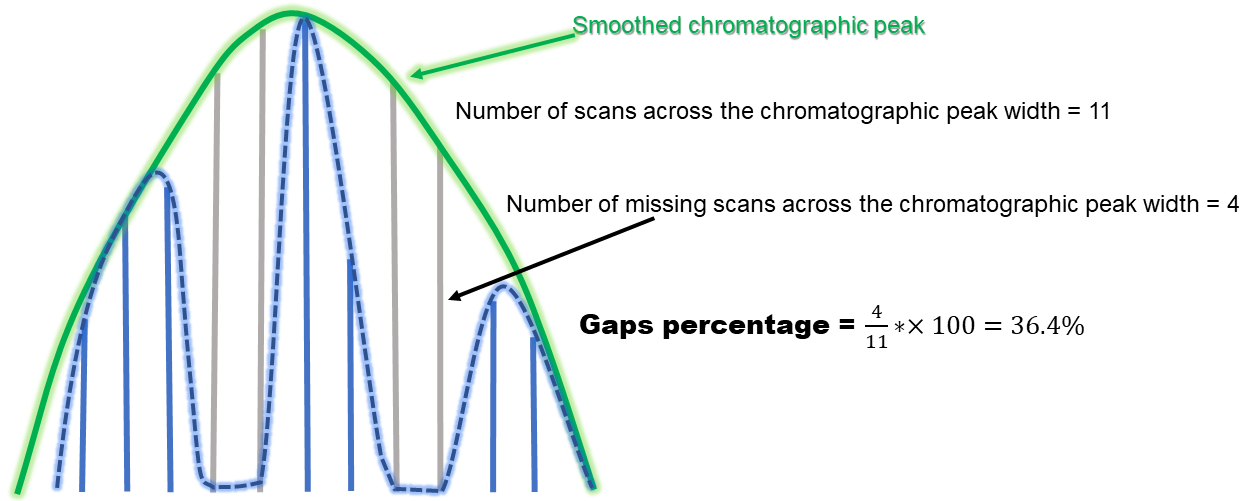 Smoothed chromatographic peak
Number of scans across the chromatographic peak width = 11
Number of missing scans across the chromatographic peak width = 4
Gaps percentage = 4/11 ∗× 100 = 36.4%